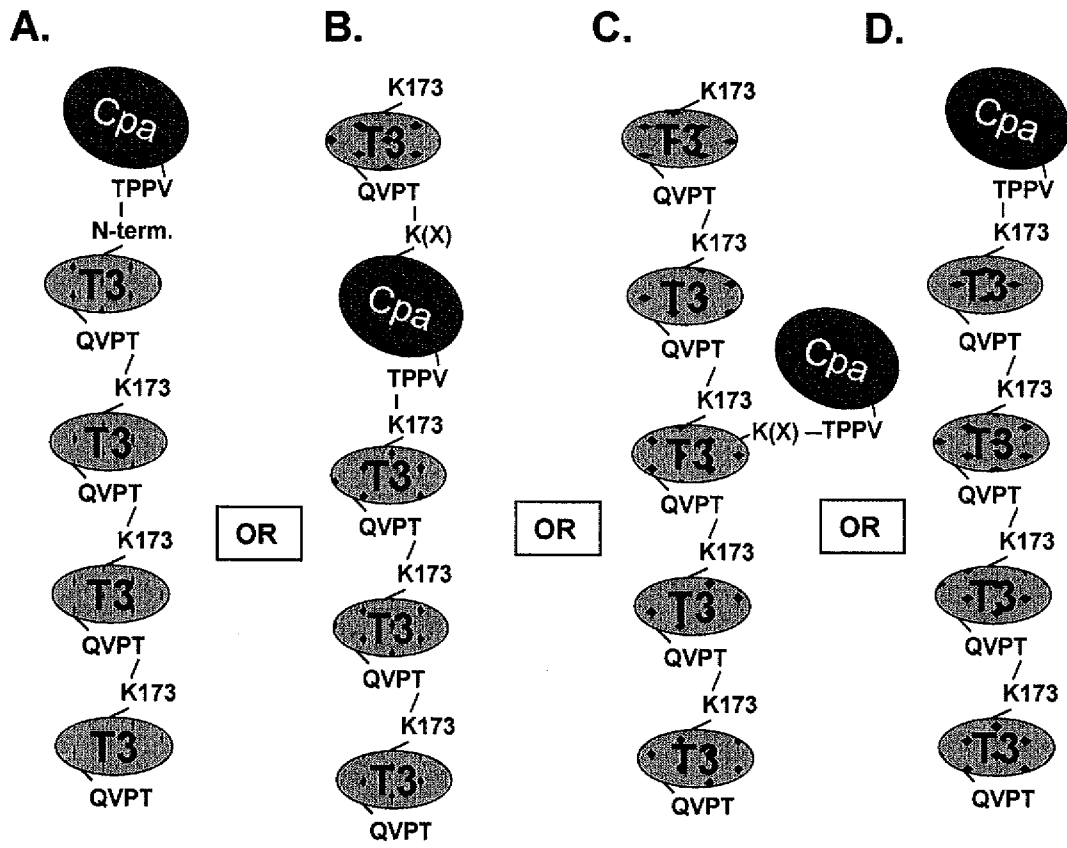 A.
Cpa
TPPV
N-term.
T3
QVPT
K173
T3
QVPT
K173
T3
QVPT
K173
T3
QVPT
OR
B.
K173
T3
QVPT
K(X)
Cpa
TPPV
K173
T3
QVPT
K173
T3
QVPT
K173
T3
QVPT
OR
C.
K173
T3
QVPT
K173
T3
QVPT
K173
T3
K(X)
TPPV
Cpa
QVPT
K173
T3
QVPT
K173
T3
QVPT
OR
D.
Cpa
TPPV
K173
T3
QVPT
K173
T3
QVPT
K173
T3
QVPT
K173
T3
QVPT